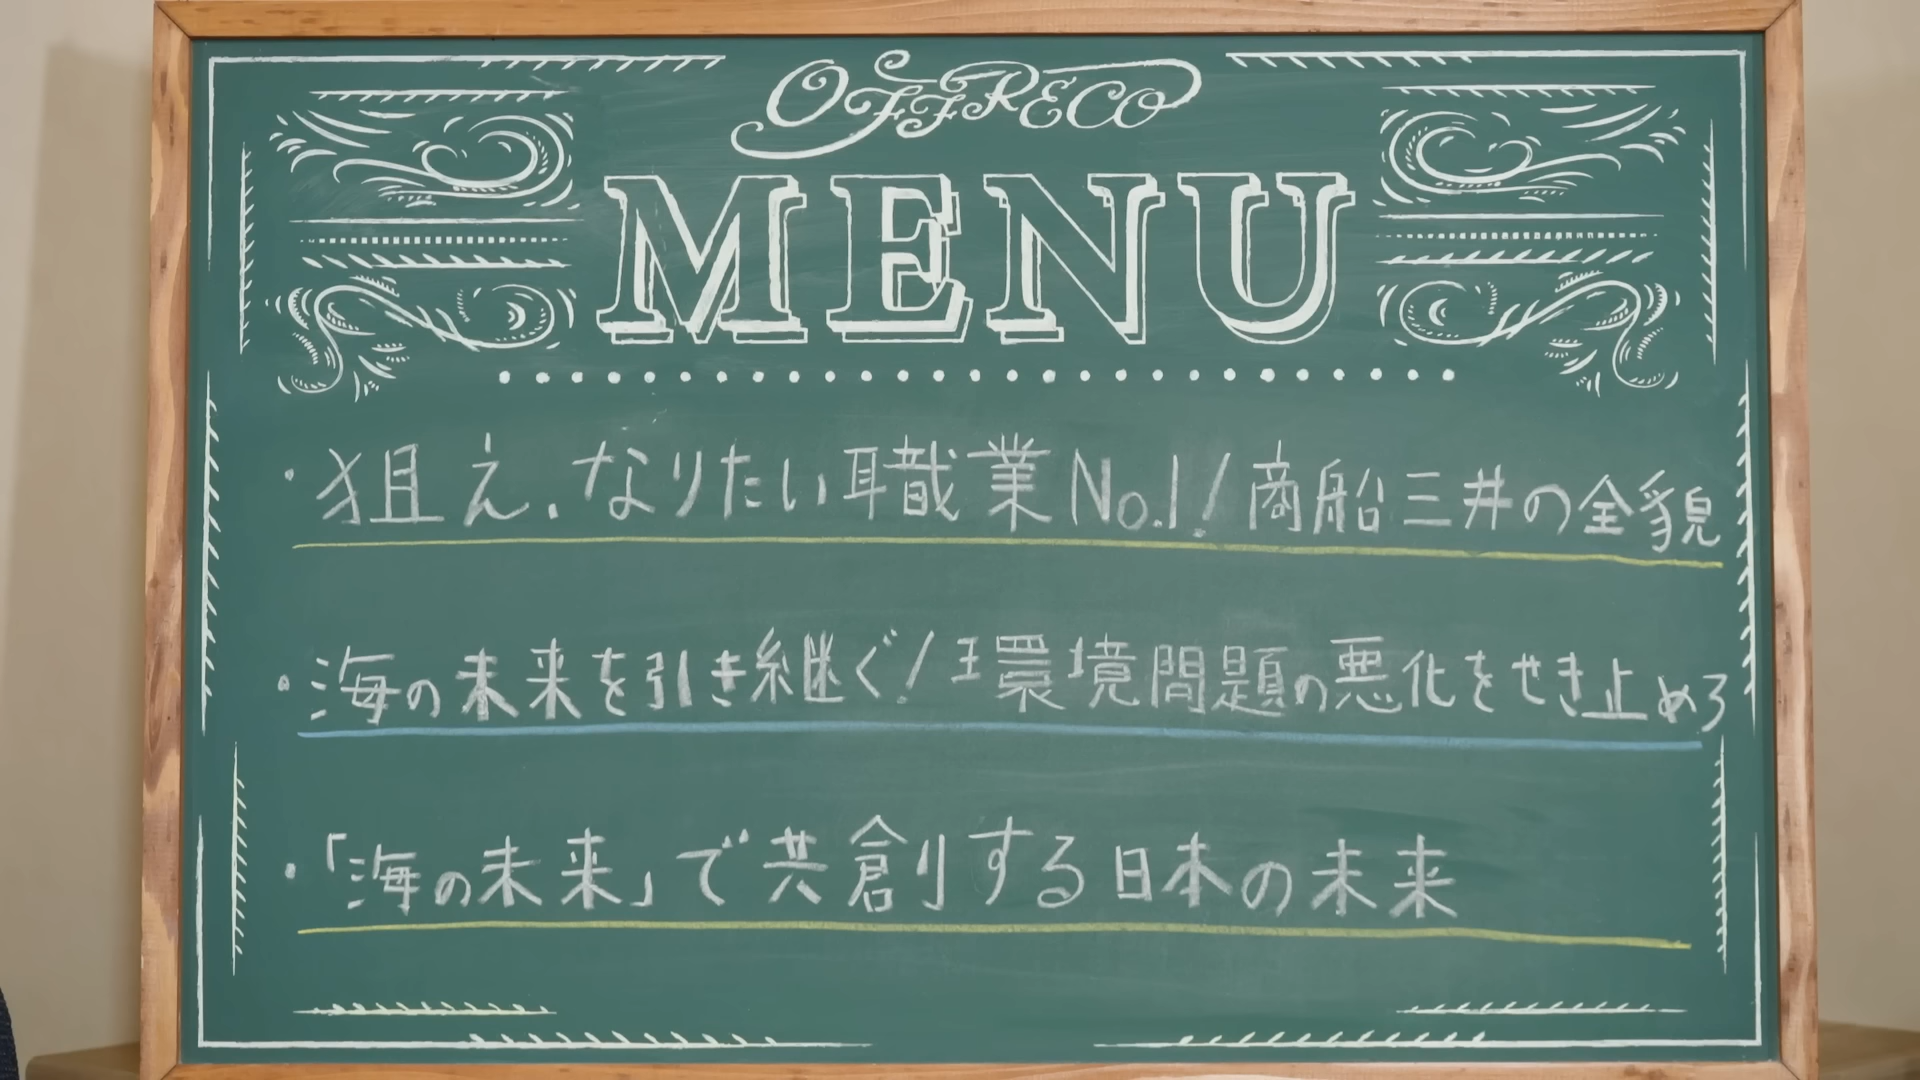 OFFRECO
MENU
・狙え、なりたい職業No.1！商船三井の全貌
・海の未来を引き継ぐ！環境問題の悪化をせき止めろ
・「海の未来」で共創する日本の未来